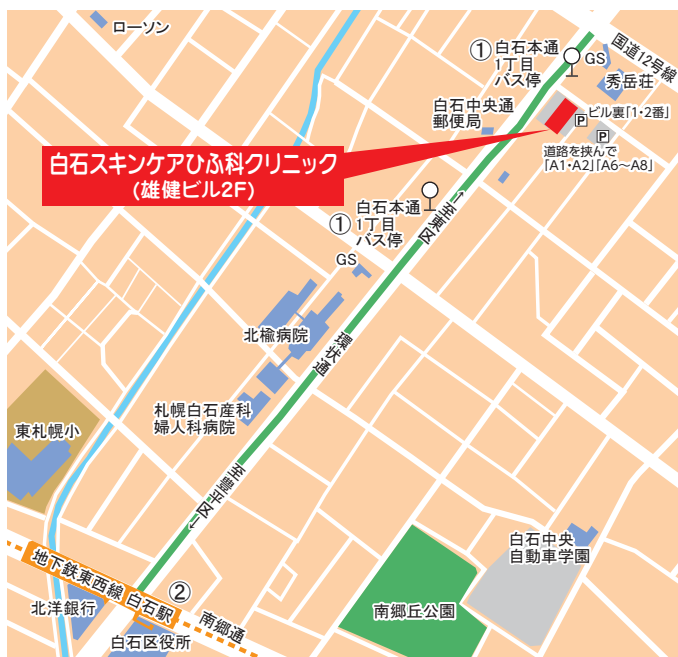 ローソン
国道12号線
①
白石本通
1丁目
バス停
GS
秀岳荘
白石中央通
郵便局
P
ビル裏「1・2番」
P
道路を挟んで
「A1・A2」「A6～A8」
白石スキンケアひふ科クリニック
(雄健ビル2F)
①
白石本通
1丁目
バス停
至東区→
GS
北楡病院
環状通
札幌白石産科
婦人科病院
東札幌小
至豊平区→
白石中央
自動車学園
地下鉄東西線
白石駅
②
南郷通
北洋銀行
白石区役所
南郷丘公園